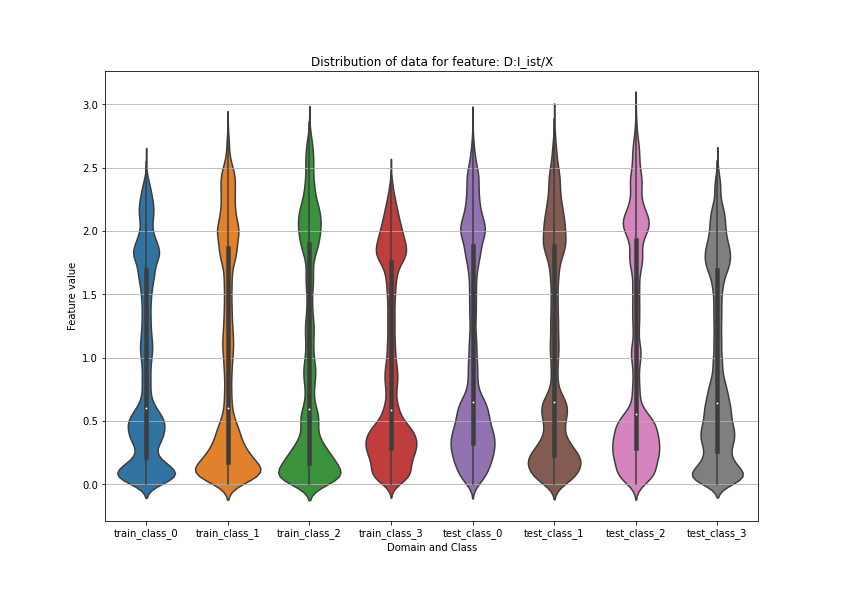 Distribution of data for feature: D:I_ist/X
3.0
2.5
2.0
1.5
1.0
0.5
0.0
Feature value
train_class_0 train_class_1 train_class_2 train_class_3 test_class_0 test_class_1 test_class_2 test_class_3
Domain and Class